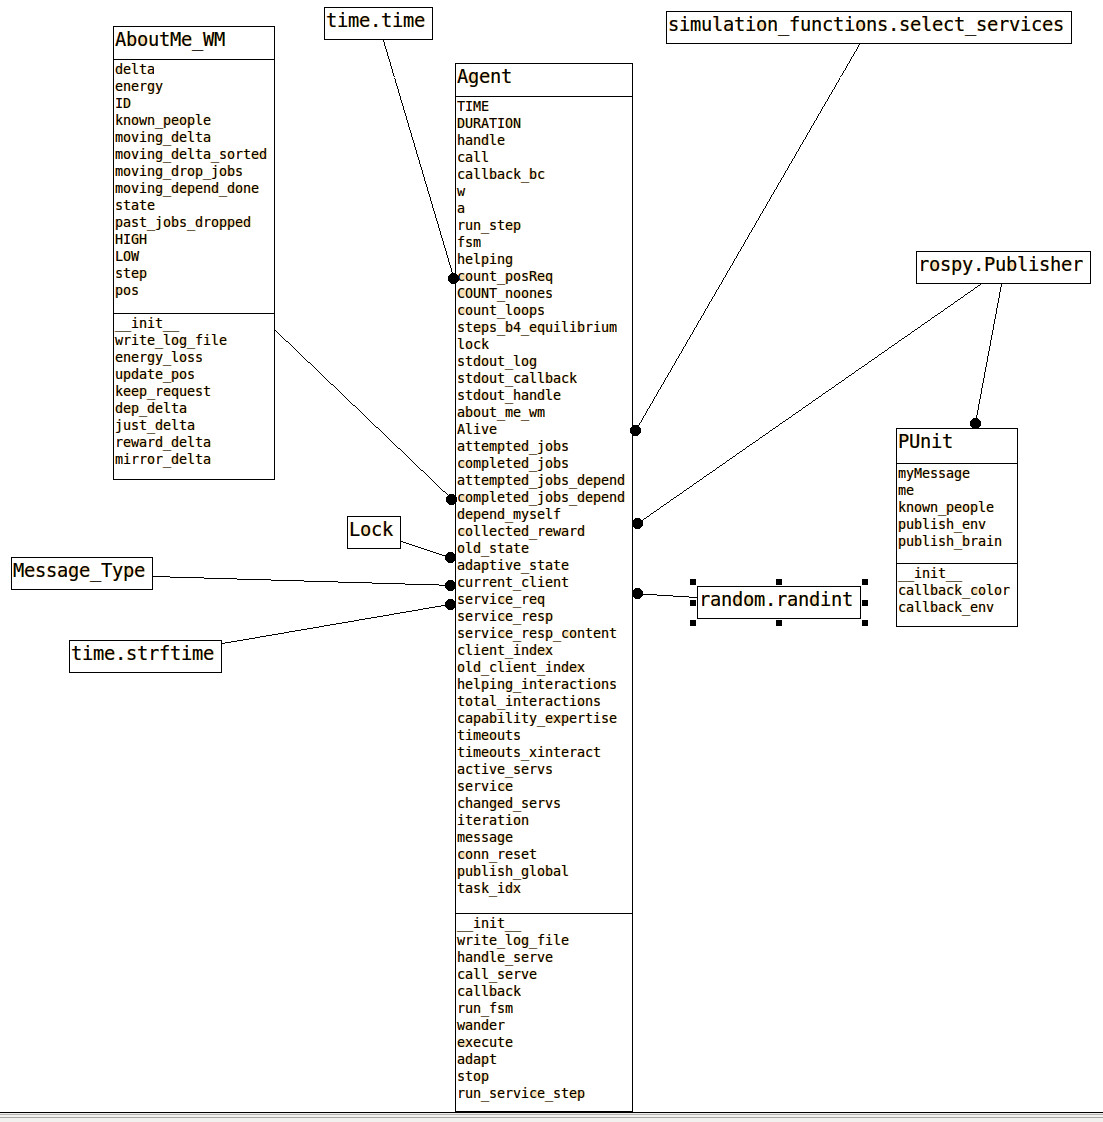 time.time
simulation_functions.select_services
AboutMe_WM
delta
energy
ID
known_people
moving_delta
moving_delta_sorted
moving_drop_jobs
moving_depend_done
state
past_jobs_dropped
HIGH
LOW
step
pos
__init__
write_log_file
energy_loss
update_pos
keep_request
dep_delta
just_delta
reward_delta
mirror_delta
Agent
TIME
DURATION
handle
call
callback_bc
w
a
run_step
fsm
helping
count_posReq
COUNT_noones
count_loops
steps_b4_equilibrium
lock
stdout_log
stdout_callback
stdout_handle
about_me_wm
Alive
attempted_jobs
completed_jobs
attempted_jobs_depend
completed_jobs_depend
depend_myself
collected_reward
old_state
adaptive_state
current_client
service_req
service_resp
service_resp_content
client_index
old_client_index
helping_interactions
total_interactions
capability_expertise
timeouts
timeouts_xinteract
active_servs
service
changed_servs
iteration
message
conn_reset
publish_global
task_idx
__init__
write_log_file
handle_serve
call_serve
callback
run_fsm
wander
execute
adapt
stop
run_service_step
rospy.Publisher
PUnit
myMessage
me
known_people
publish_env
publish_brain
__init__
callback_color
callback_env
Lock
Message_Type
time.strftime
random.randint